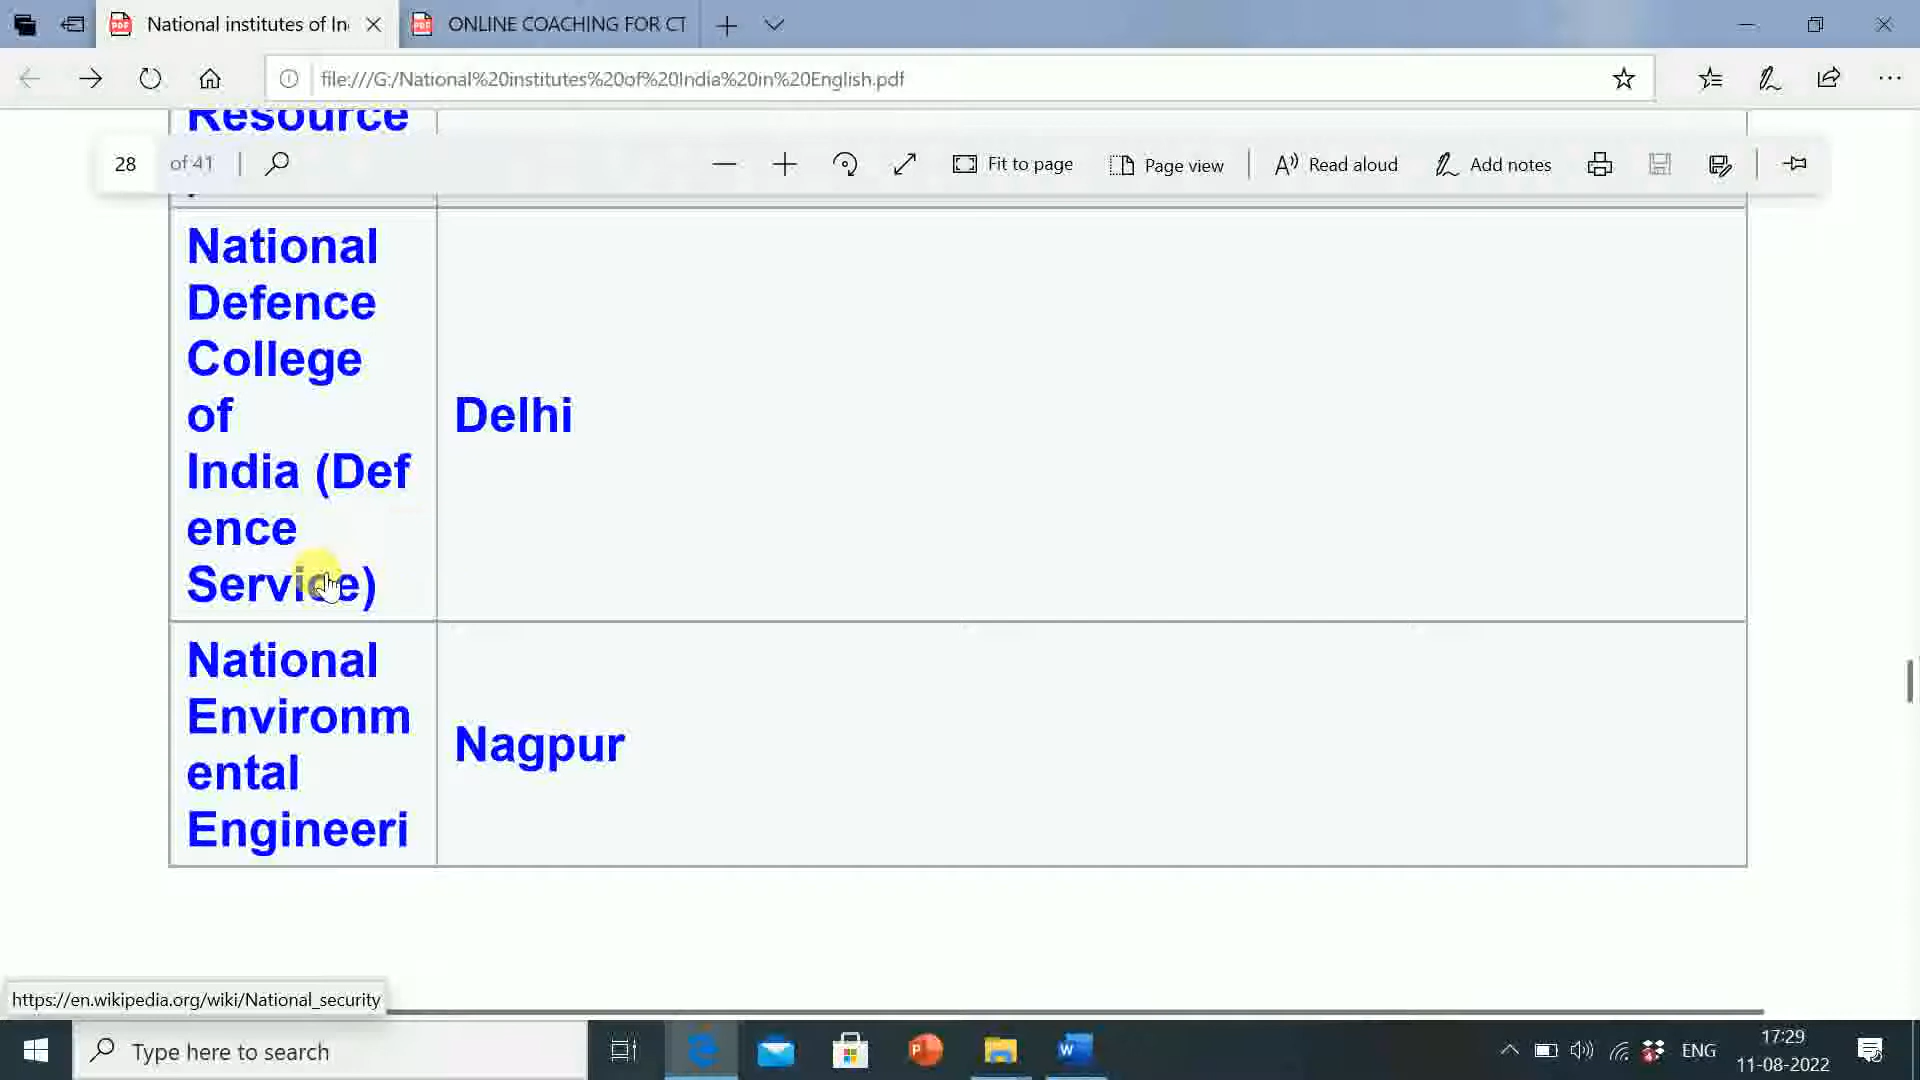 National institutes of In
ONLINE COACHING FOR CT
file:///G:/National%20institutes%20of%20India%20in%20English.pdf
Resource
28 of 41
Fit to page
Page view
Read aloud
Add notes
National
Defence
College
of
India (Def
ence
Service)
Delhi
National
Environm
ental
Engineeri
Nagpur
https://en.wikipedia.org/wiki/National_security
Type here to search
ENG
17:29
11-08-2022